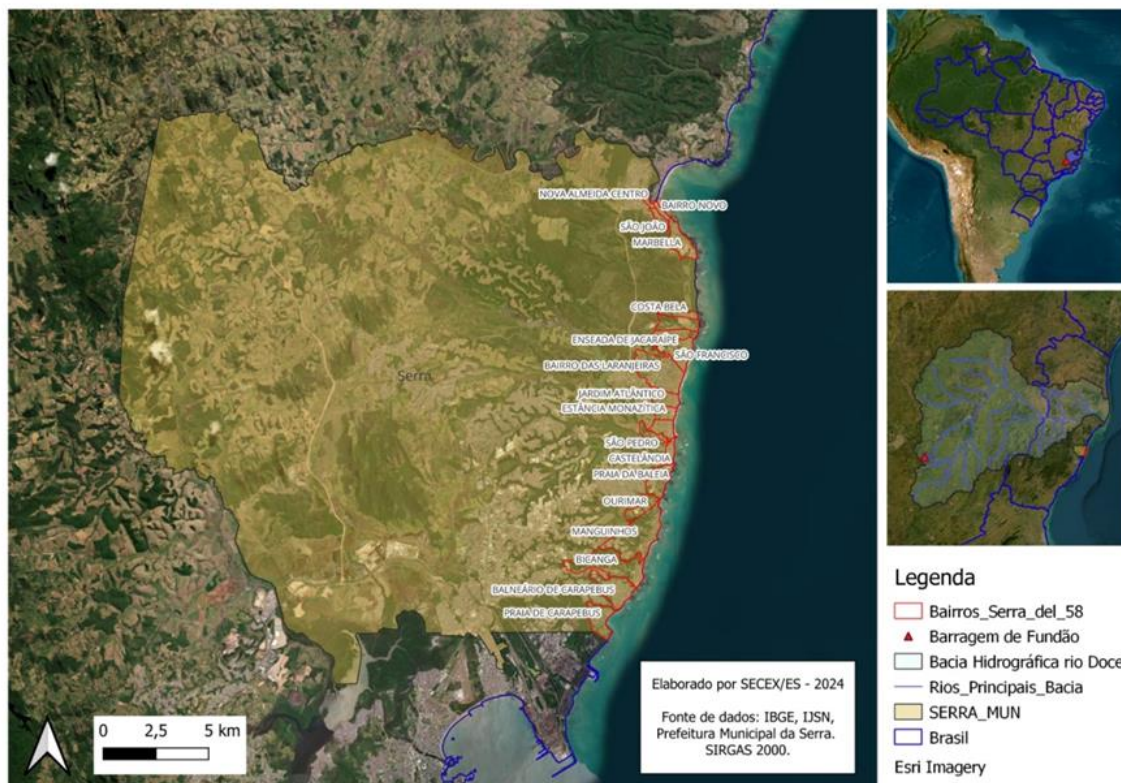 NOVA ALMEIDA CENTRO
BAIRRO NOVO
SÃO JOÃO
MARBELLA
COSTA BELA
ENSEADA DE JACARAÍPE
SÃO FRANCISCO
BAIRRO DAS LARANJEIRAS
Serra
JARDIM ATLÂNTICO
ESTÂNCIA MONAZÍTICA
SÃO PEDRO
CASTELÂNDIA
PRAIA DA BALEIA
OURIMAR
MANGUINHOS
BICANGA
BALNEÁRIO DE CARAPEBUS
PRAIA DE CARAPEBUS
0 2,5 5 km
Elaborado por SECEX/ES - 2024
Fonte de dados: IBGE, IJSN,
Prefeitura Municipal da Serra.
SIRGAS 2000.
Legenda
Bairros_Serra_del_58
Barragem de Fundão
Bacia Hidrográfica rio Doce
Rios_Principais_Bacia
SERRA_MUN
Brasil
Esri Imagery